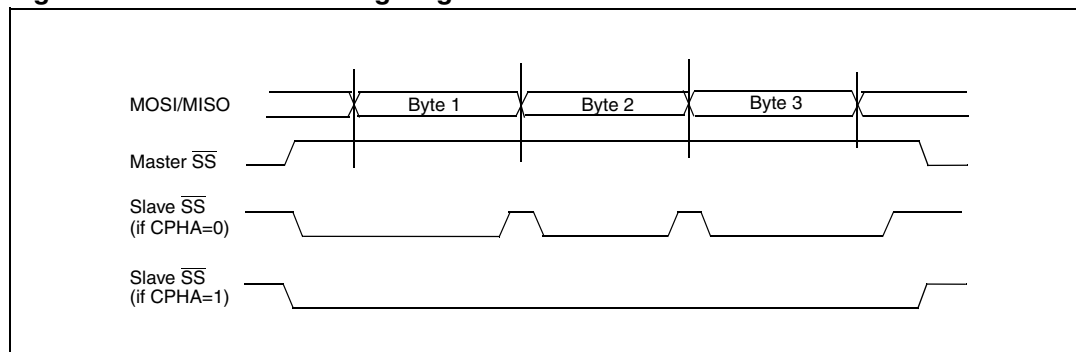 MOSI/MISO
Byte 1
Byte 2
Byte 3
Master SS
Slave SS
(if CPHA=0)
Slave SS
(if CPHA=1)